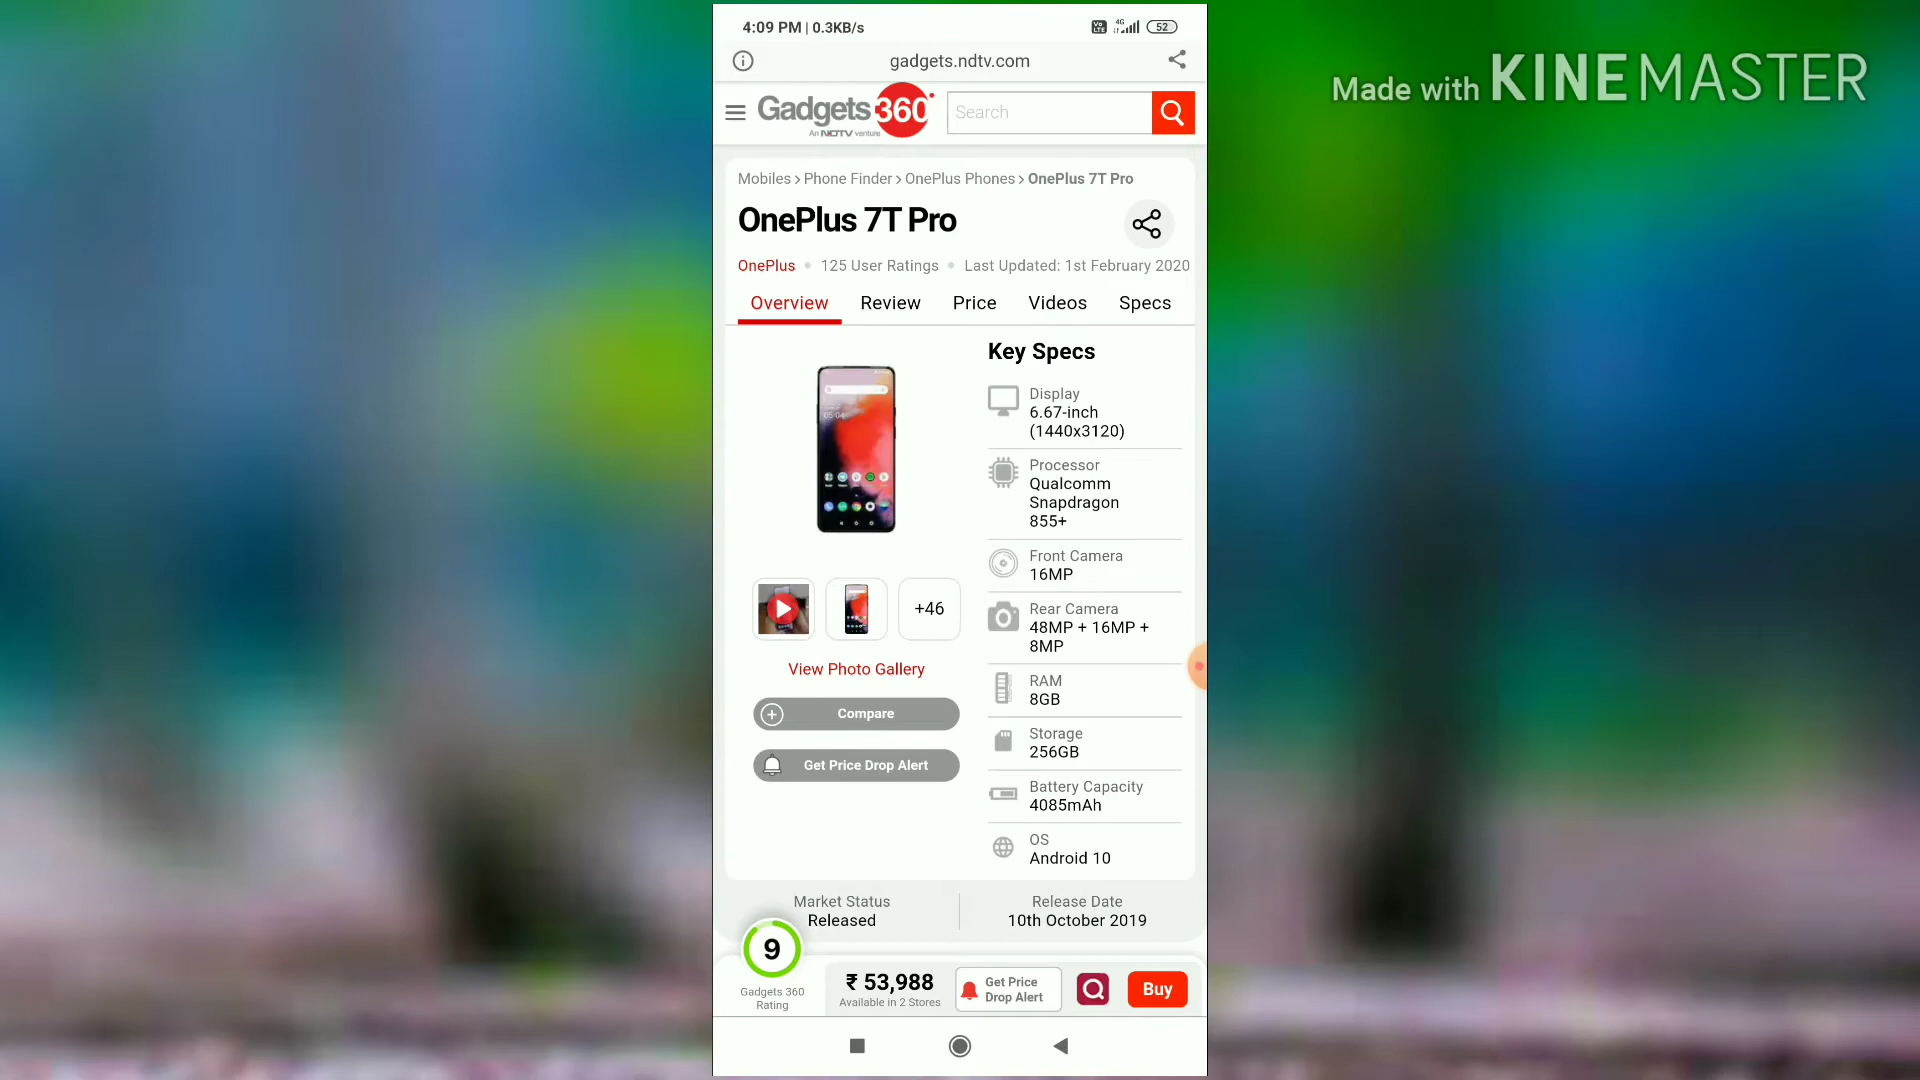 4:09 PM | 0.3KB/s
Vo LTE 4G 52
gadgets.ndtv.com
Made with KINEMASTER
Gadgets 360
An NDTV venture
Search
Mobiles > Phone Finder > OnePlus Phones > OnePlus 7T Pro
OnePlus 7T Pro
OnePlus • 125 User Ratings • Last Updated: 1st February 2020
Overview Review Price Videos Specs
Key Specs
Display
6.67-inch
(1440x3120)
Processor
Qualcomm
Snapdragon
855+
Front Camera
16MP
Rear Camera
48MP + 16MP +
8MP
RAM
8GB
Storage
256GB
Battery Capacity
4085mAh
OS
Android 10
+46
View Photo Gallery
Compare
Get Price Drop Alert
Market Status
Released
Release Date
10th October 2019
9
Gadgets 360
Rating
₹ 53,988
Available in 2 Stores
Get Price
Drop Alert
Buy